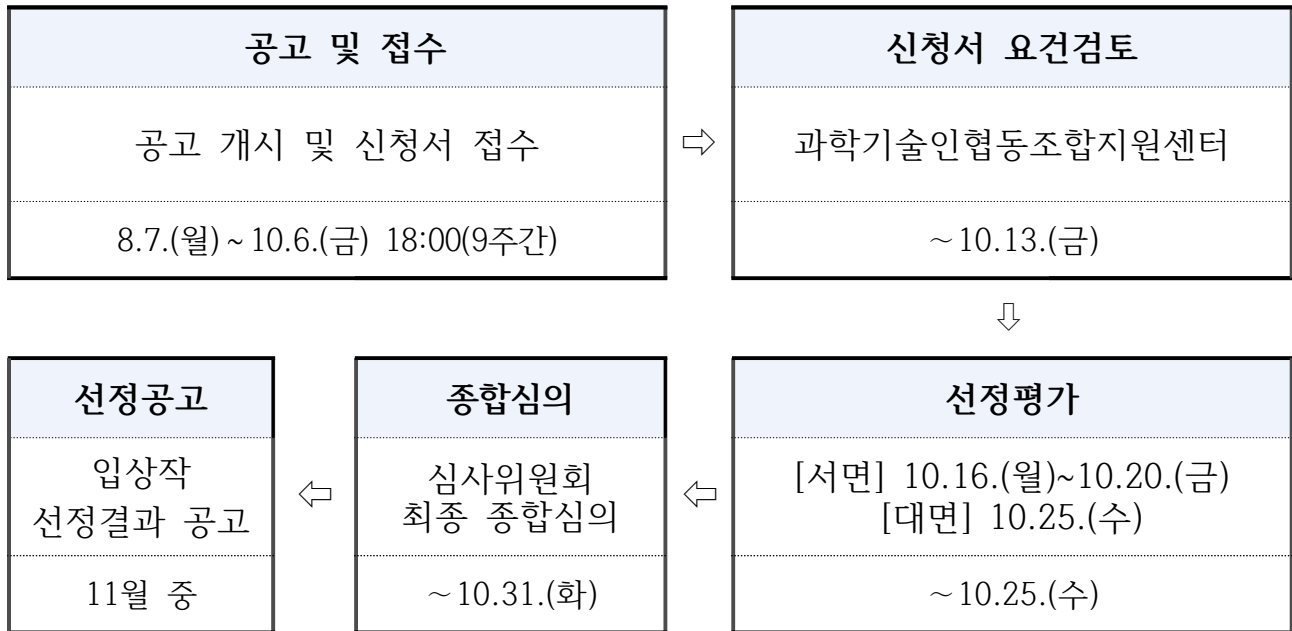 공고 및 접수
공고 개시 및 신청서 접수
8.7.(월)~10.6.(금) 18:00(9주간)
⇨
신청서 요건검토
과학기술인협동조합지원센터
~10.13.(금)
⇩
선정평가
[서면] 10.16.(월)~10.20.(금)
[대면] 10.25.(수)
~10.25.(수)
⇦
종합심의
심사위원회
최종 종합심의
~10.31.(화)
⇦
선정공고
입상작
선정결과 공고
11월 중